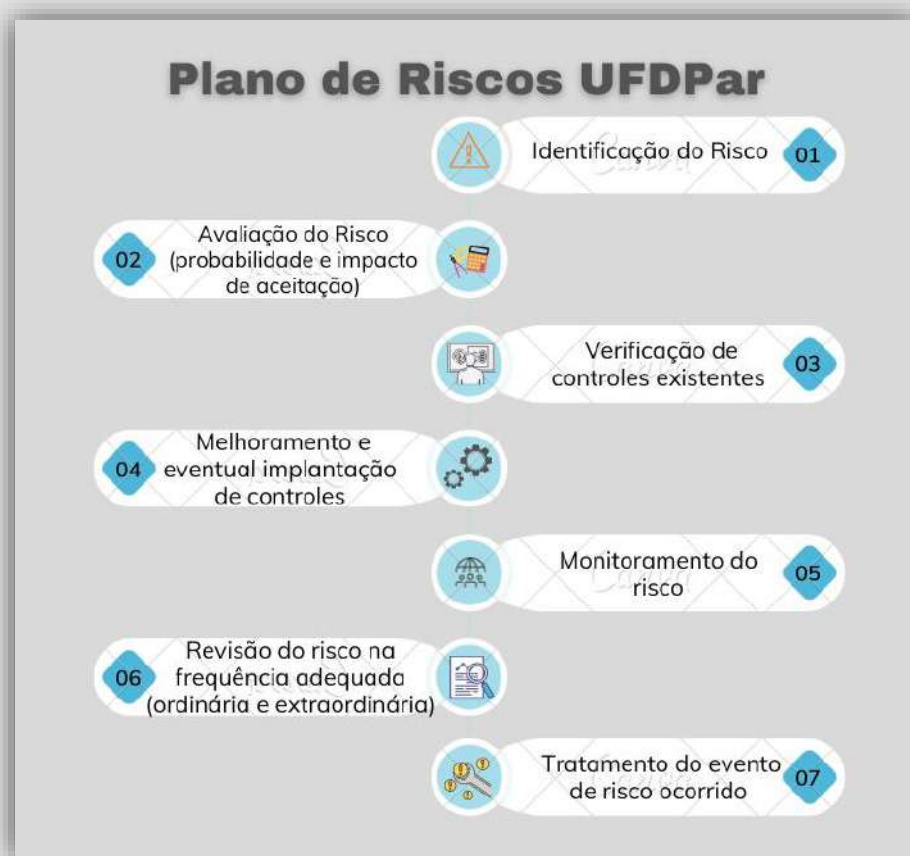 Plano de Riscos UFDPar
Identificação do Risco
01
02
Avaliação do Risco
(probabilidade e impacto
de aceitação)
Verificação de
controles existentes
03
04
Melhoramento e
eventual implantação
de controles
Monitoramento do
risco
05
06
Revisão do risco na
frequência adequada
(ordinária e extraordinária)
Tratamento do evento
de risco ocorrido
07